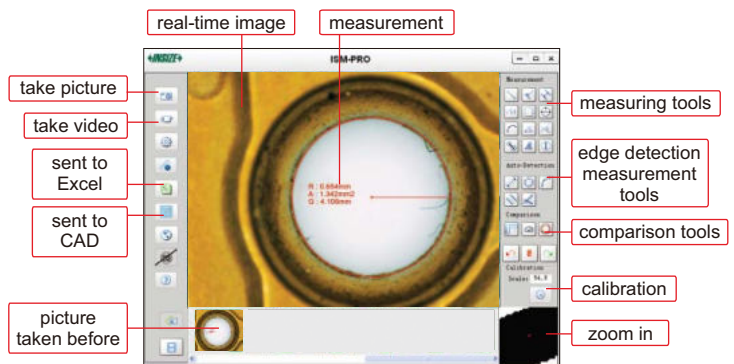 real-time image
measurement
INSIZE
ISM-PRO
take picture
take video
sent to
Excel
sent to
CAD
picture
taken before
R : 0.654mm
A : 1.342mm2
G : 4.108mm
Measurement
Auto-Detection
Comparison
Calibration
Scale:
measuring tools
edge detection
measurement
tools
comparison tools
calibration
zoom in